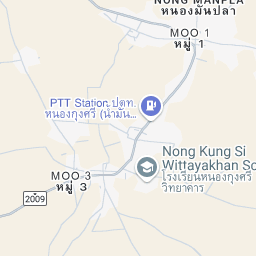 NONG MANPLA
หนองมันปลา
MOO 1
หมู่ 1
PTT Station ปตท.
หนองกุงศรี (น้ำมัน...
Nong Kung Si
Wittayakhan Sc
โรงเรียนหนองกุงศรี
วิทยาคาร
MOO 3
หมู่ 3
2009